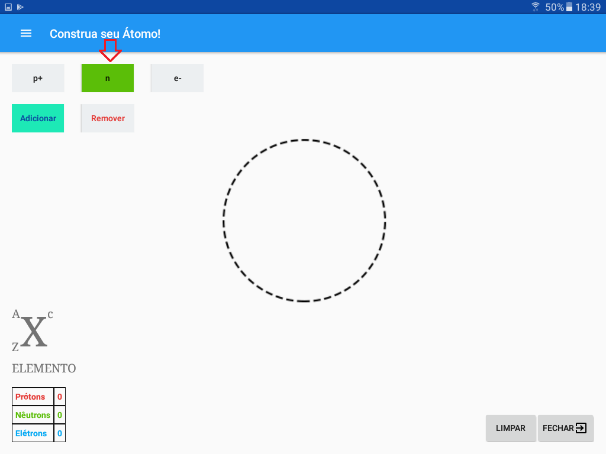 50% 18:39
Construa seu Átomo!
p+ n e-
Adicionar Remover
A X c
Z
ELEMENTO
Prótons 0
Nêutrons 0
Elétrons 0
LIMPAR FECHAR